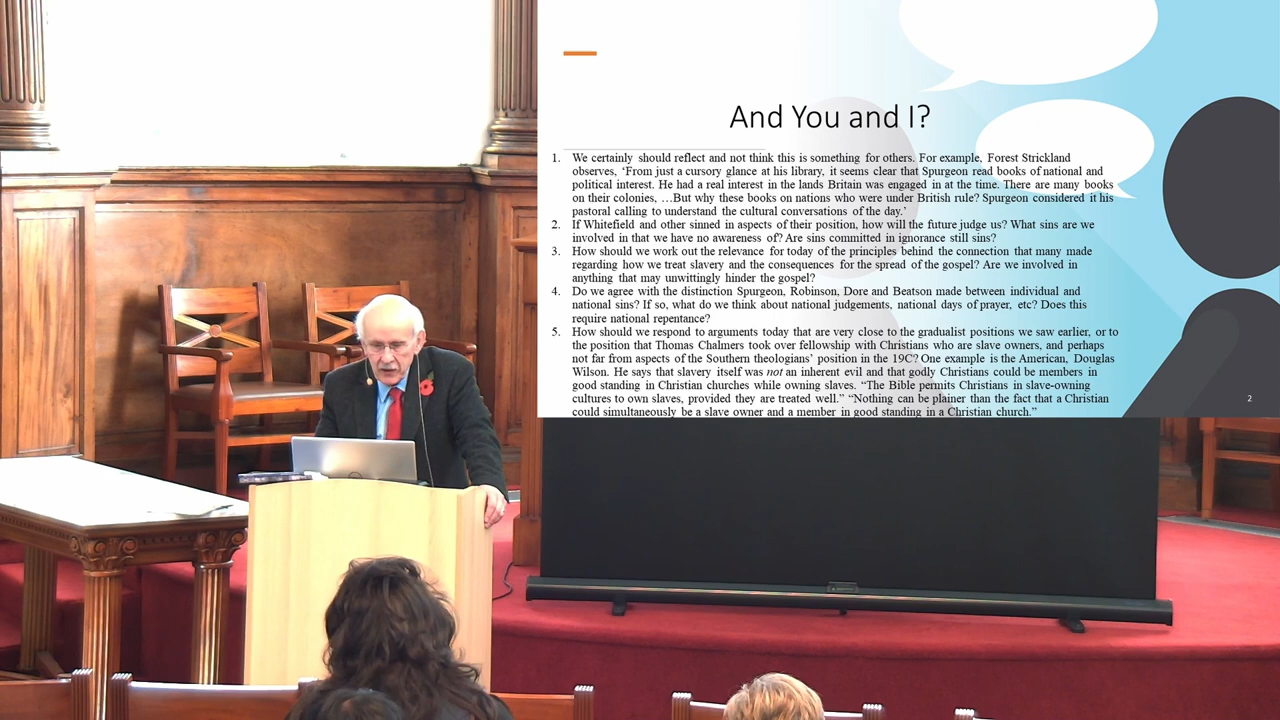 And You and I?
1. We certainly should reflect and not think this is something for others. For example, Forest Strickland
observes, ‘From just a cursory glance at his library, it seems clear that Spurgeon read books of national and
political interest. He had a real interest in the lands Britain was engaged in at the time. There are many books
on their colonies, …But why these books on nations who were under British rule? Spurgeon considered it his
pastoral calling to understand the cultural conversations of the day.’
2. If Whitefield and other sinned in aspects of their position, how will the future judge us? What sins are we
involved in that we have no awareness of? Are sins committed in ignorance still sins?
3. How should we work out the relevance for today of the principles behind the connection that many made
regarding how we treat slavery and the consequences for the spread of the gospel? Are we involved in
anything that may unwittingly hinder the gospel?
4. Do we agree with the distinction Spurgeon, Robinson, Dore and Beatson made between individual and
national sins? If so, what do we think about national judgements, national days of prayer, etc? Does this
require national repentance?
5. How should we respond to arguments today that are very close to the gradualist positions we saw earlier, or to
the position that Thomas Chalmers took over fellowship with Christians who are slave owners, and perhaps
not far from aspects of the Southern theologians’ position in the 19C? One example is the American, Douglas
Wilson. He says that slavery itself was not an inherent evil and that godly Christians could be members in
good standing in Christian churches while owning slaves. “The Bible permits Christians in slave-owning
cultures to own slaves, provided they are treated well.” “Nothing can be plainer than the fact that a Christian
could simultaneously be a slave owner and a member in good standing in a Christian church.”
2